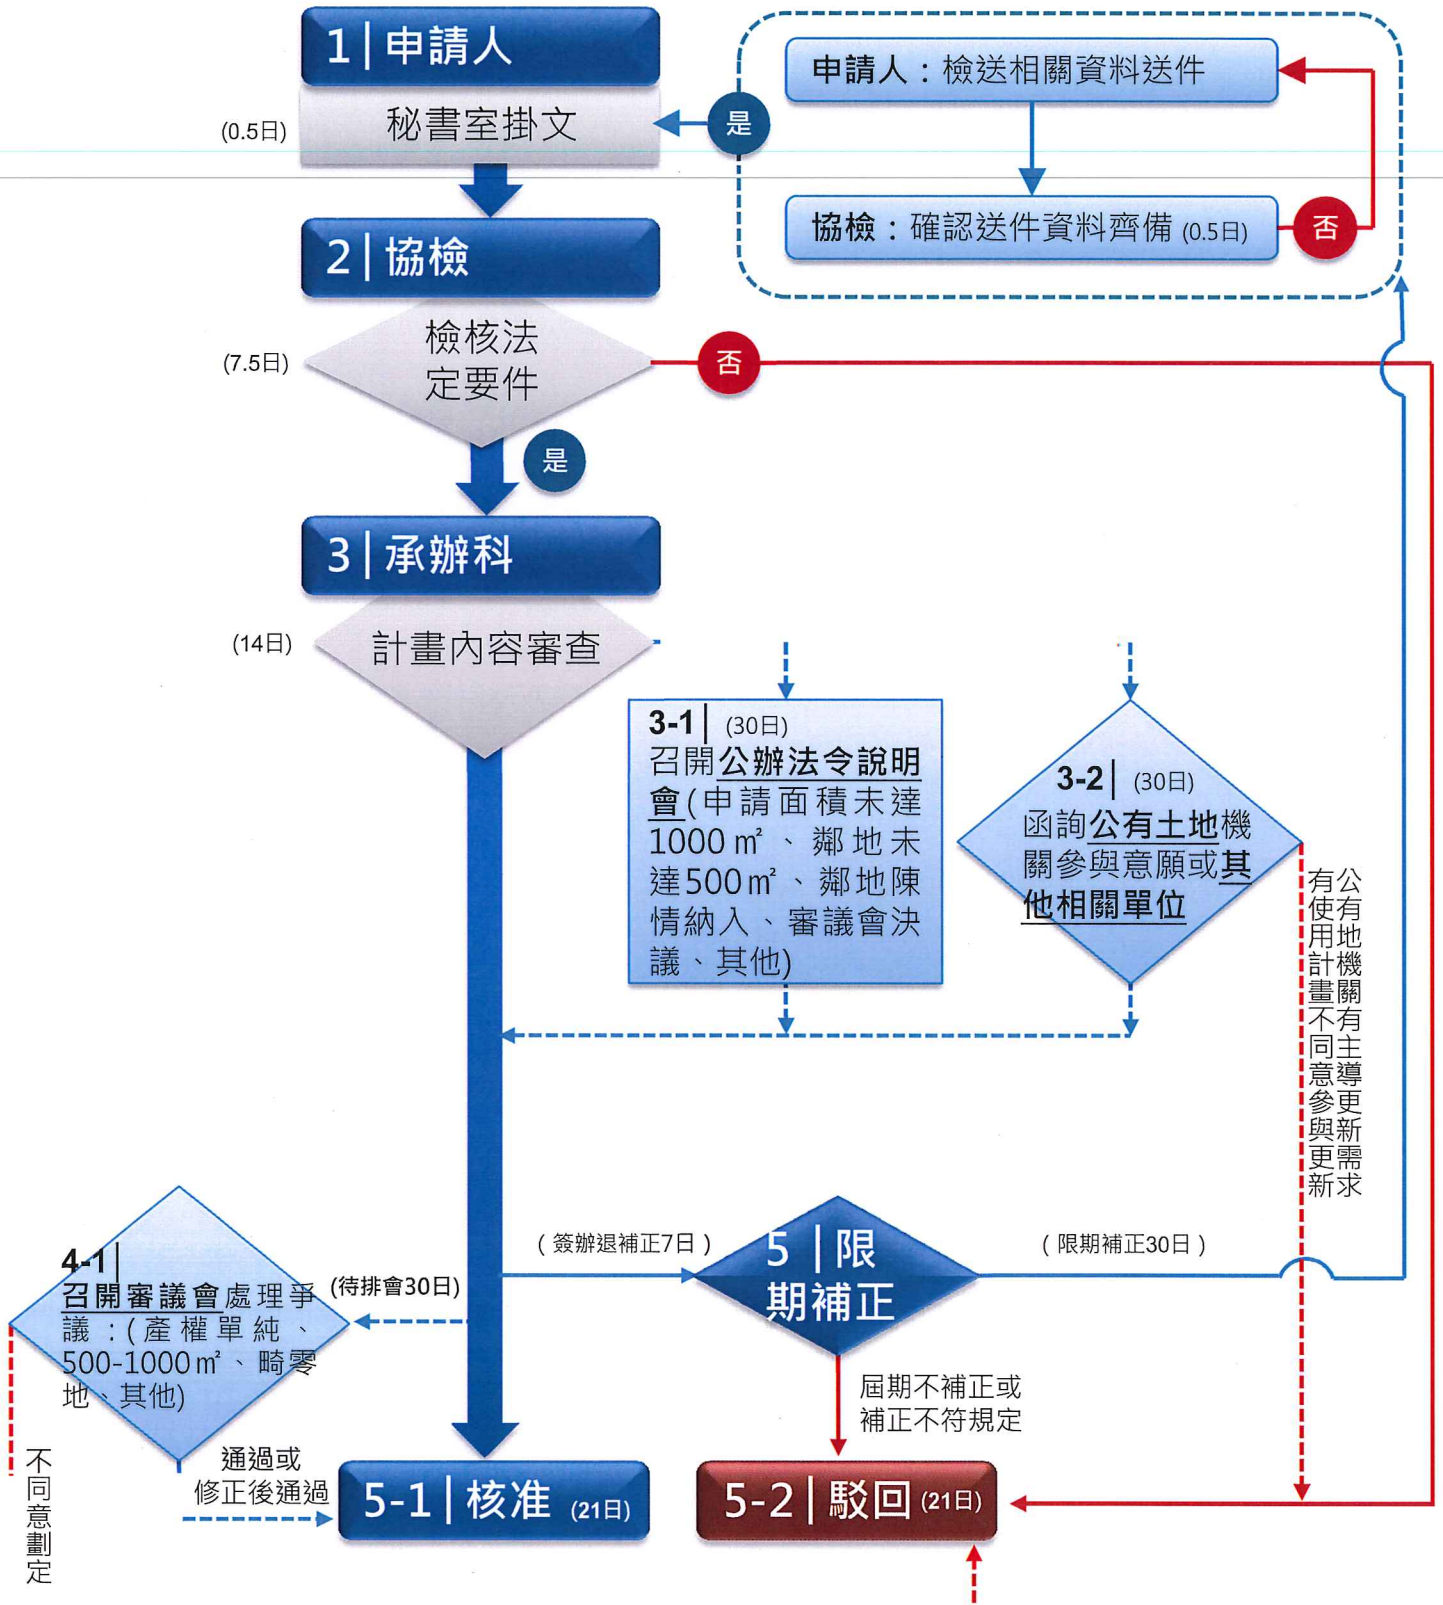 1│申請人
(0.5日)
秘書室掛文
是
申請人：檢送相關資料送件
協檢：確認送件資料齊備 (0.5日)
否
2│協檢
(7.5日)
檢核法
定要件
否
是
3│承辦科
(14日)
計畫內容審查
3-1│ (30日)
召開公辦法令說明
會(申請面積未達
1000㎡、鄰地未
達500㎡、鄰地陳
情納入、審議會決
議、其他)
3-2│ (30日)
函詢公有土地機
關參與意願或其
他相關單位
公有地機關有主導更新需求
有使用計畫不同意參與更新
4-1│
召開審議會處理爭
議：(產權單純、
500-1000㎡、畸零
地、其他)
(待排會30日)
（簽辦退補正7日）
5│限
期補正
（限期補正30日）
屆期不補正或
補正不符規定
不同意劃定
通過或
修正後通過
5-1│核准 (21日)
5-2│駁回 (21日)